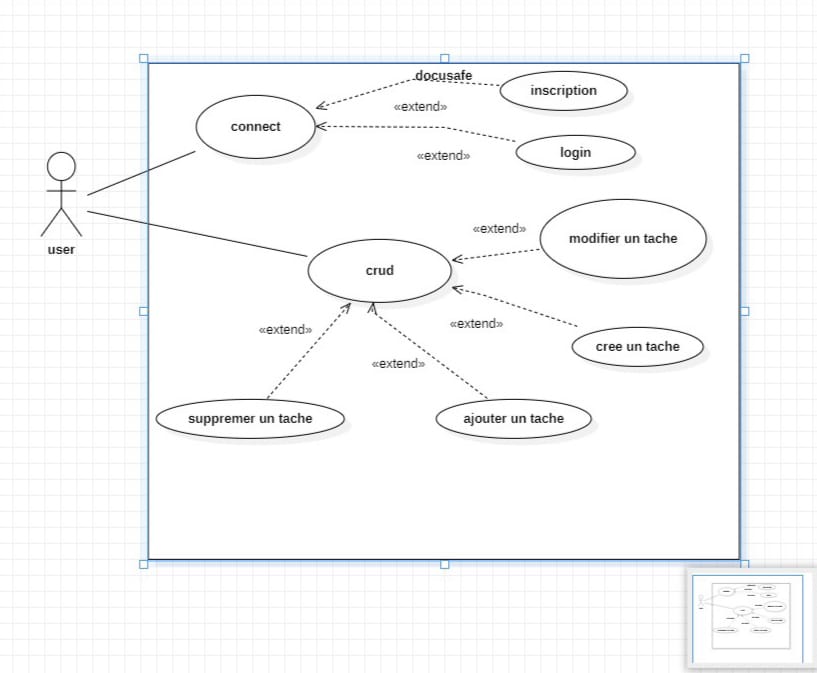 docusafe
inscription
«extend»
connect
login
«extend»
«extend»
modifier un tache
user
crud
«extend»
«extend»
cree un tache
«extend»
suppremer un tache
ajouter un tache